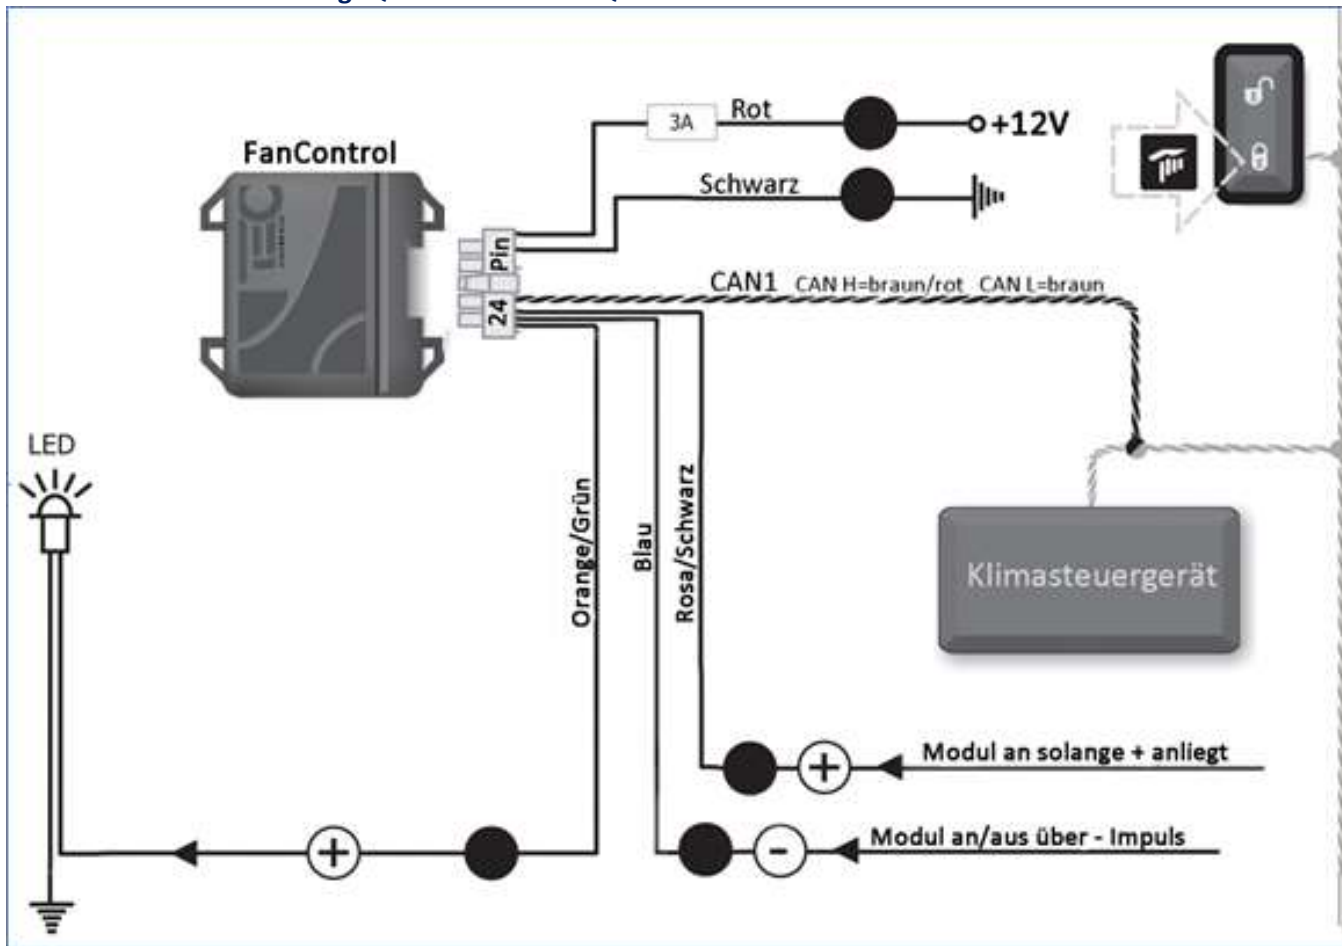 FanControl
3A
Rot
+12V
Schwarz
Pin
24
CAN1 CAN H=braun/rot CAN L=braun
LED
Orange/Grün
Blau
Rosa/Schwarz
Klimasteuergerät
Modul an solange + anliegt
Modul an/aus über - Impuls